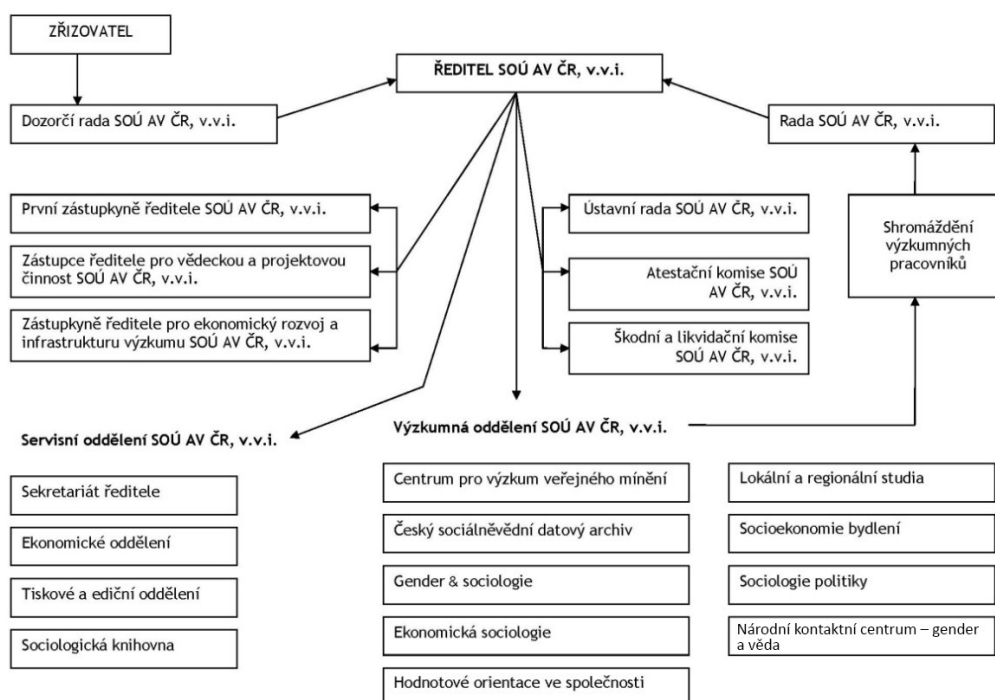 ZŘIZOVATEL
ŘEDITEL SOÚ AV ČR, v.v.i.
Dozorčí rada SOÚ AV ČR, v.v.i.
Rada SOÚ AV ČR, v.v.i.
První zástupkyně ředitele SOÚ AV ČR, v.v.i.
Zástupce ředitele pro vědeckou a projektovou
činnost SOÚ AV ČR, v.v.i.
Zástupkyně ředitele pro ekonomický rozvoj a
infrastrukturu výzkumu SOÚ AV ČR, v.v.i.
Ústavní rada SOÚ AV ČR, v.v.i.
Atestační komise SOÚ
AV ČR, v.v.i.
Škodní a likvidační komise
SOÚ AV ČR, v.v.i.
Shromáždění
výzkumných
pracovníků
Servisní oddělení SOÚ AV ČR, v.v.i.
Sekretariát ředitele
Ekonomické oddělení
Tiskové a ediční oddělení
Sociologická knihovna
Výzkumná oddělení SOÚ AV ČR, v.v.i.
Centrum pro výzkum veřejného mínění
Český sociálněvědní datový archiv
Gender & sociologie
Ekonomická sociologie
Hodnotové orientace ve společnosti
Lokální a regionální studia
Socioekonomie bydlení
Sociologie politiky
Národní kontaktní centrum – gender
a věda